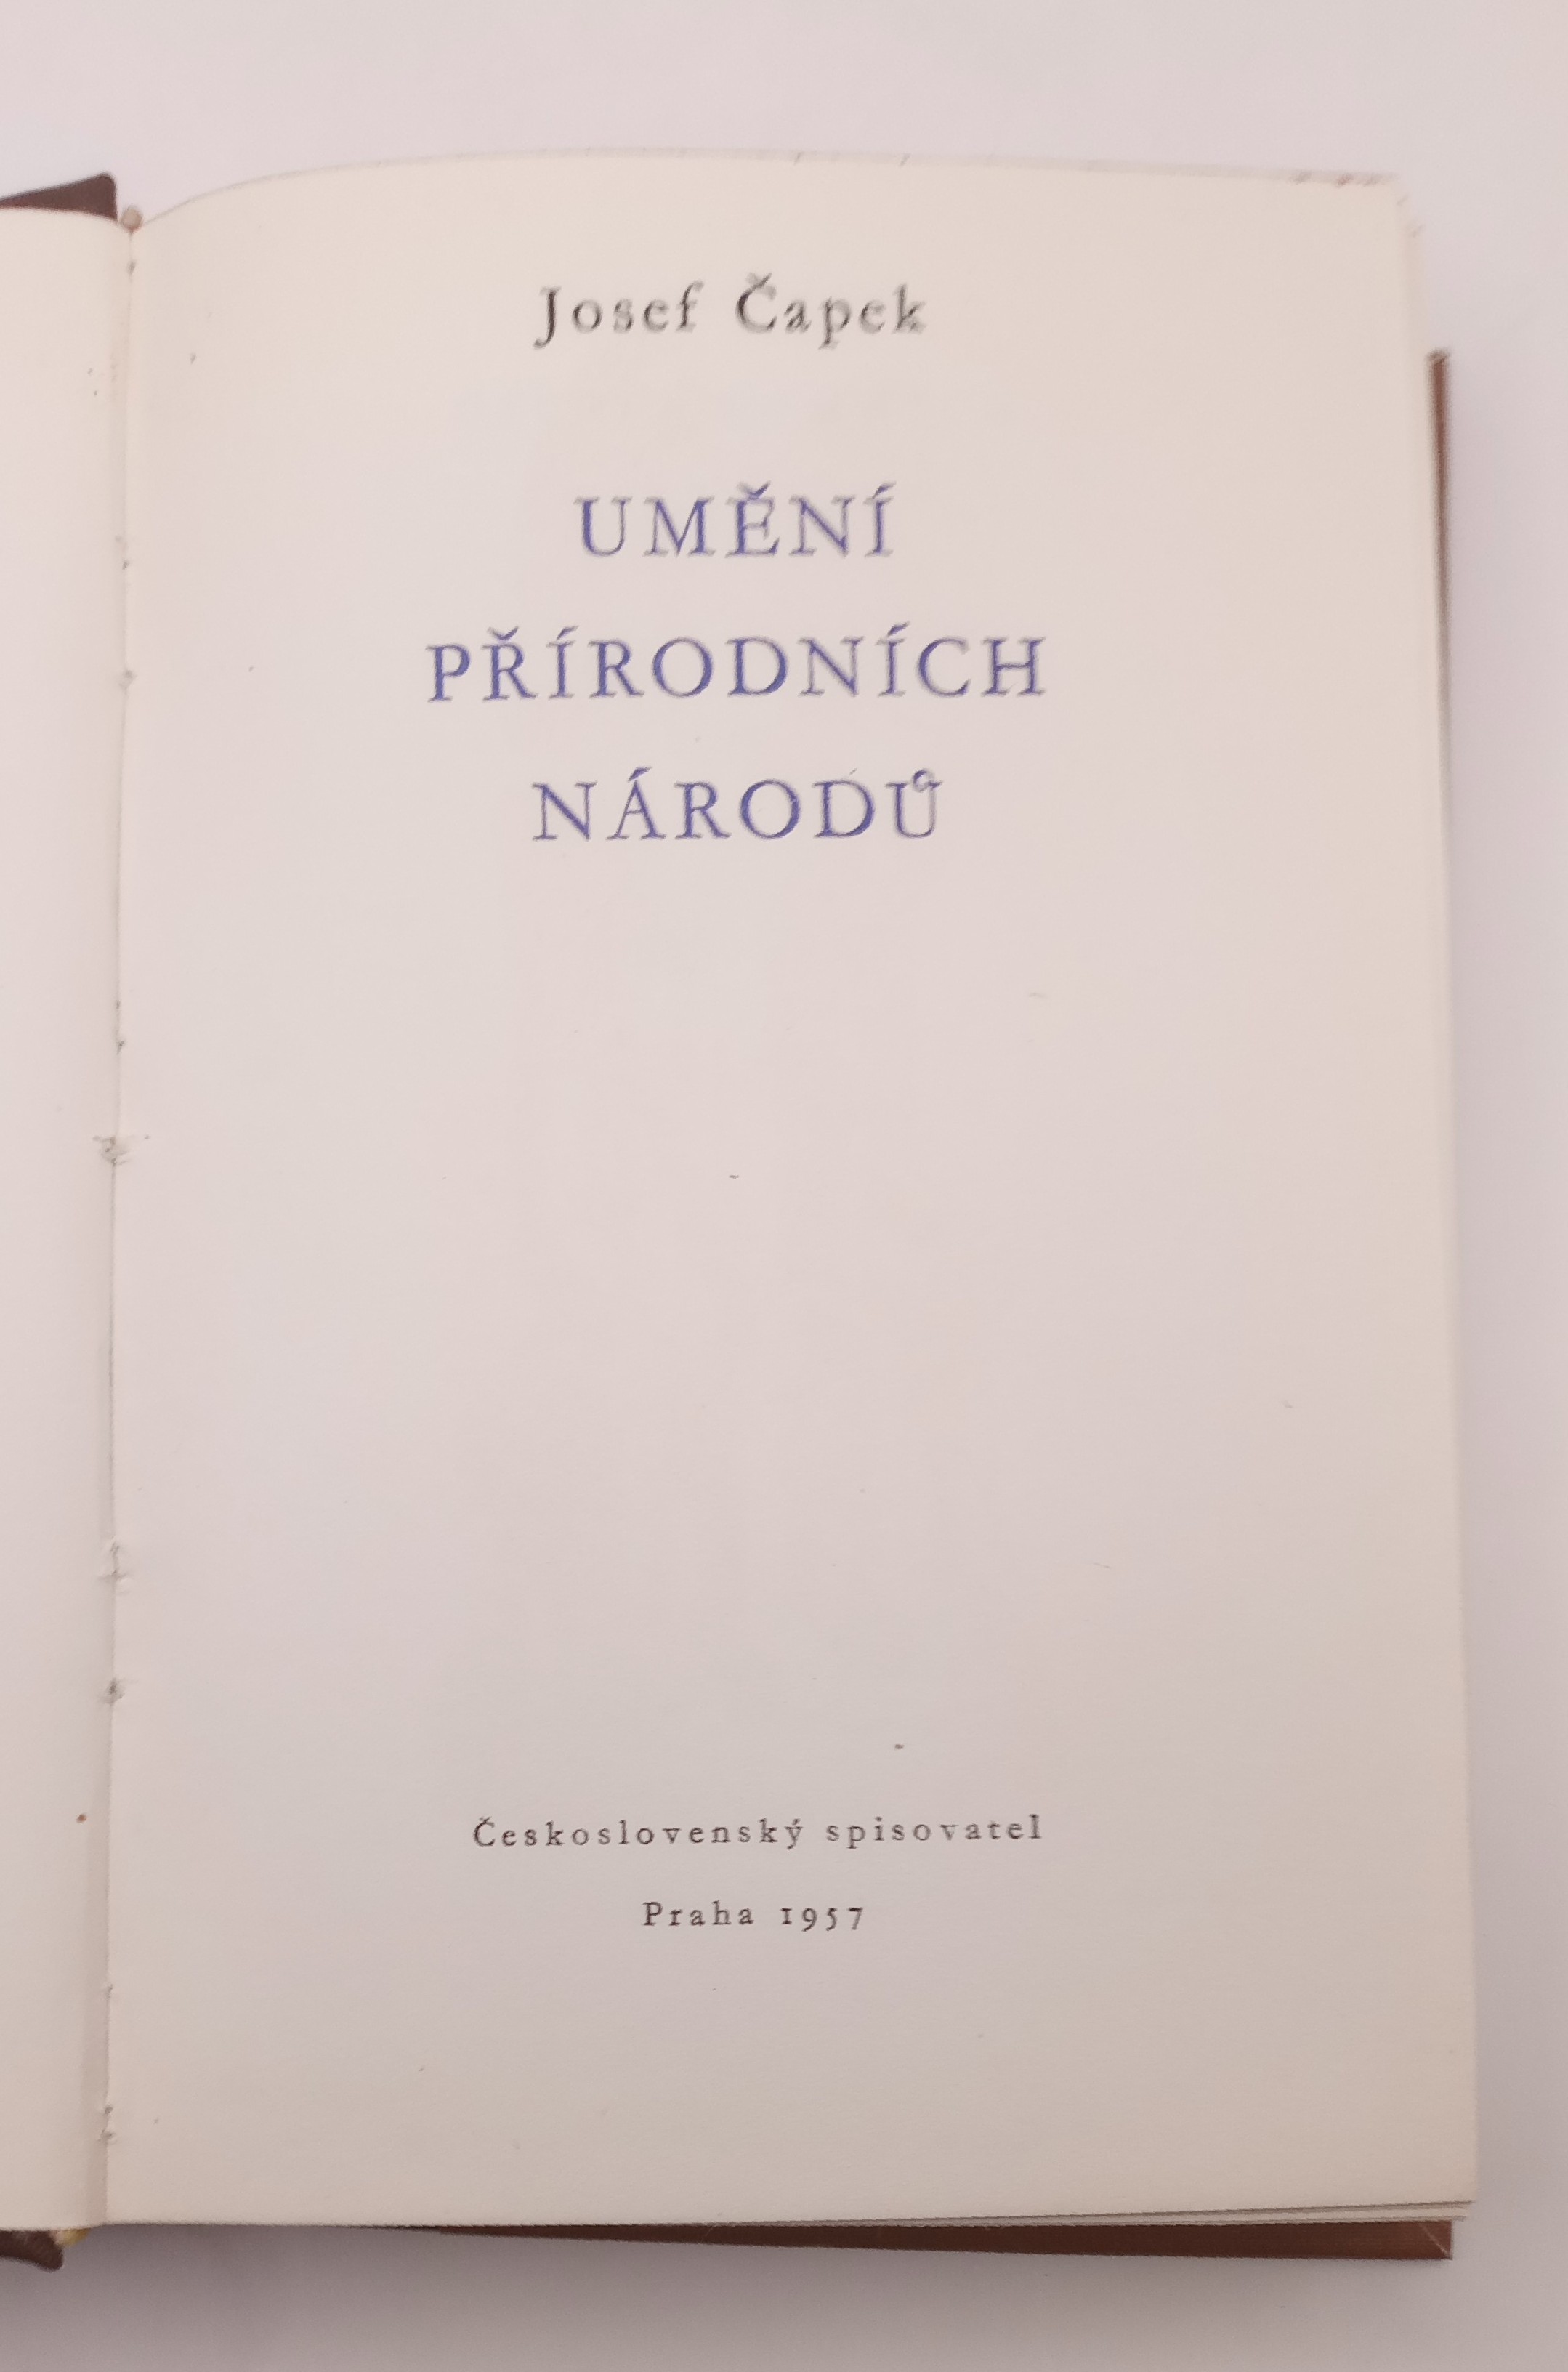 Josef Čapek
UMĚNÍ
PŘÍRODNÍCH
NÁRODŮ
Československý spisovatel
Praha 1957